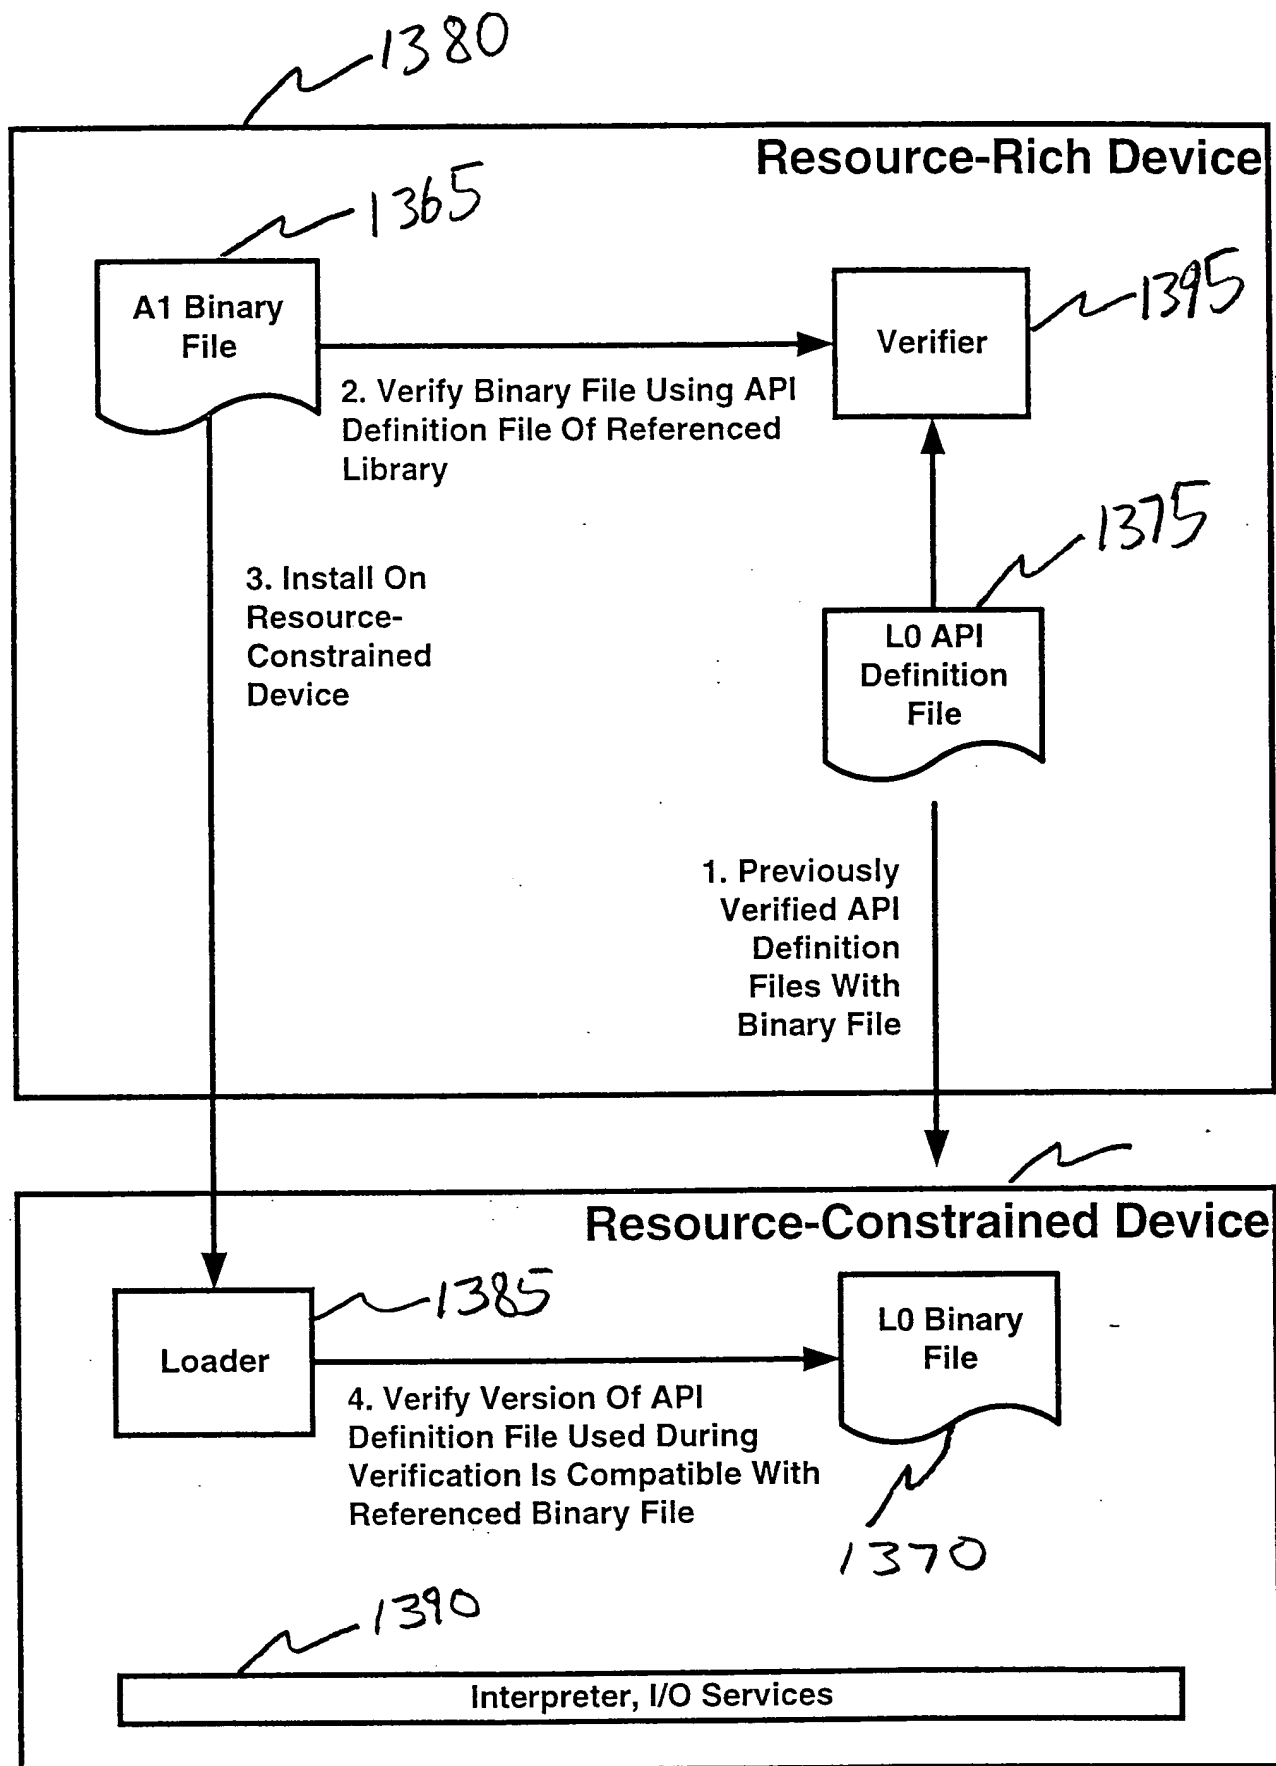 1380
Resource-Rich Device
1365
A1 Binary
File
1395
Verifier
2. Verify Binary File Using API
Definition File Of Referenced
Library
1375
3. Install On
Resource-
Constrained
Device
L0 API
Definition
File
1. Previously
Verified API
Definition
Files With
Binary File
Resource-Constrained Device
1385
Loader
L0 Binary
File
4. Verify Version Of API
Definition File Used During
Verification Is Compatible With
Referenced Binary File
1370
1390
Interpreter, I/O Services